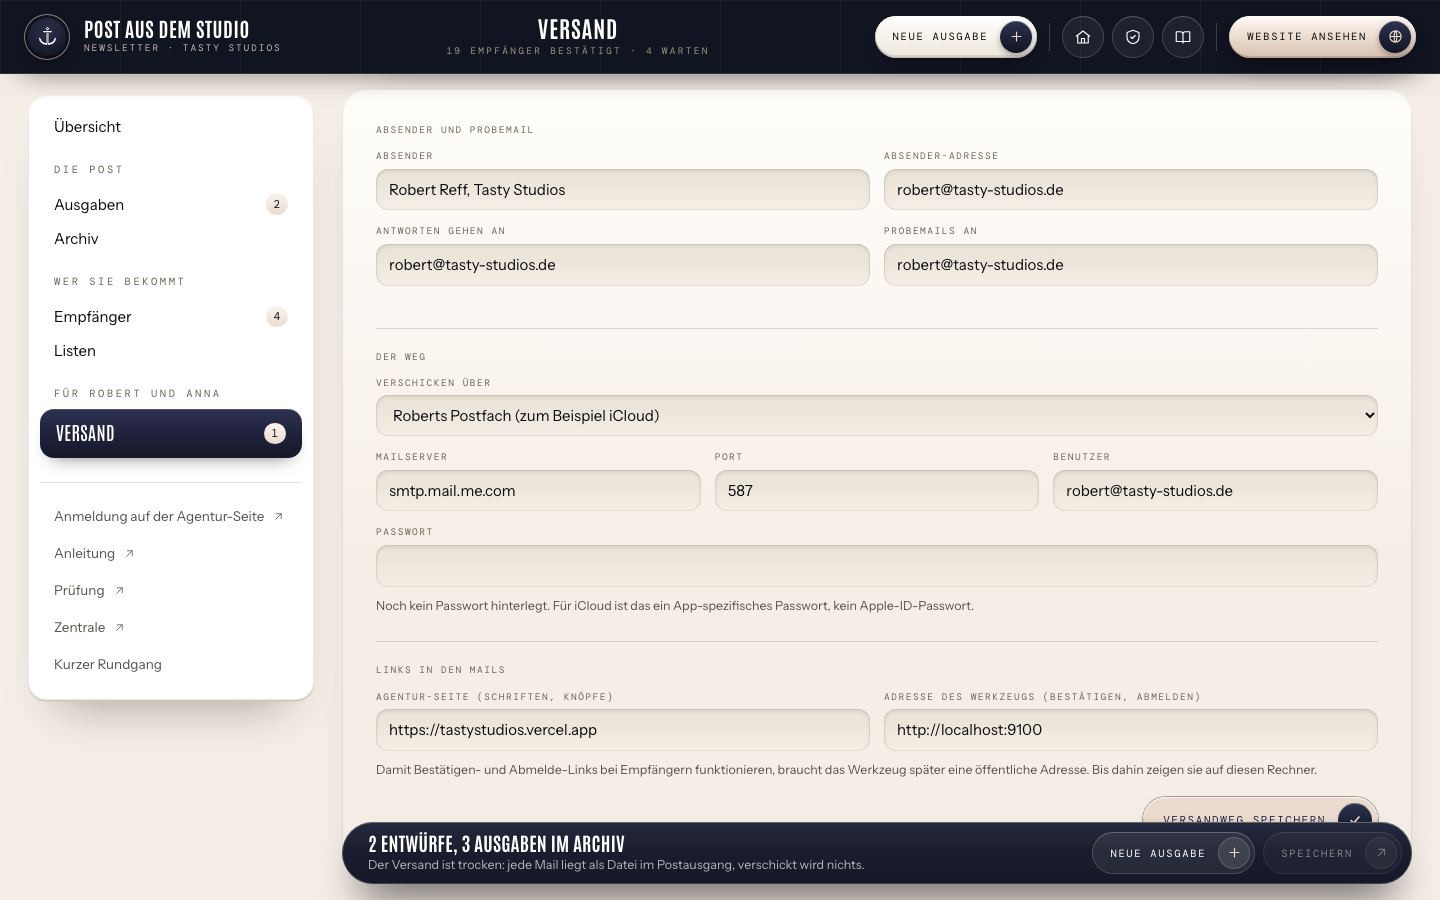 POST AUS DEM STUDIO
NEWSLETTER · TASTY STUDIOS
VERSAND
19 EMPFÄNGER BESTÄTIGT · 4 WARTEN
NEUE AUSGABE
WEBSITE ANSEHEN
Übersicht
DIE POST
Ausgaben 2
Archiv
WER SIE BEKOMMT
Empfänger 4
Listen
FÜR ROBERT UND ANNA
VERSAND 1
Anmeldung auf der Agentur-Seite
Anleitung
Prüfung
Zentrale
Kurzer Rundgang
ABSENDER UND PROBEMAIL
ABSENDER
Robert Reff, Tasty Studios
ABSENDER-ADRESSE
robert@tasty-studios.de
ANTWORTEN GEHEN AN
robert@tasty-studios.de
PROBEMAILS AN
robert@tasty-studios.de
DER WEG
VERSCHICKEN ÜBER
Roberts Postfach (zum Beispiel iCloud)
MAILSERVER
smtp.mail.me.com
PORT
587
BENUTZER
robert@tasty-studios.de
PASSWORT
Noch kein Passwort hinterlegt. Für iCloud ist das ein App-spezifisches Passwort, kein Apple-ID-Passwort.
LINKS IN DEN MAILS
AGENTUR-SEITE (SCHRIFTEN, KNÖPFE)
https://tastystudios.vercel.app
ADRESSE DES WERKZEUGS (BESTÄTIGEN, ABMELDEN)
http://localhost:9100
Damit Bestätigen- und Abmelde-Links bei Empfängern funktionieren, braucht das Werkzeug später eine öffentliche Adresse. Bis dahin zeigen sie auf diesen Rechner.
VERSANDWEG SPEICHERN
2 ENTWÜRFE, 3 AUSGABEN IM ARCHIV
Der Versand ist trocken: jede Mail liegt als Datei im Postausgang, verschickt wird nichts.
NEUE AUSGABE
SPEICHERN